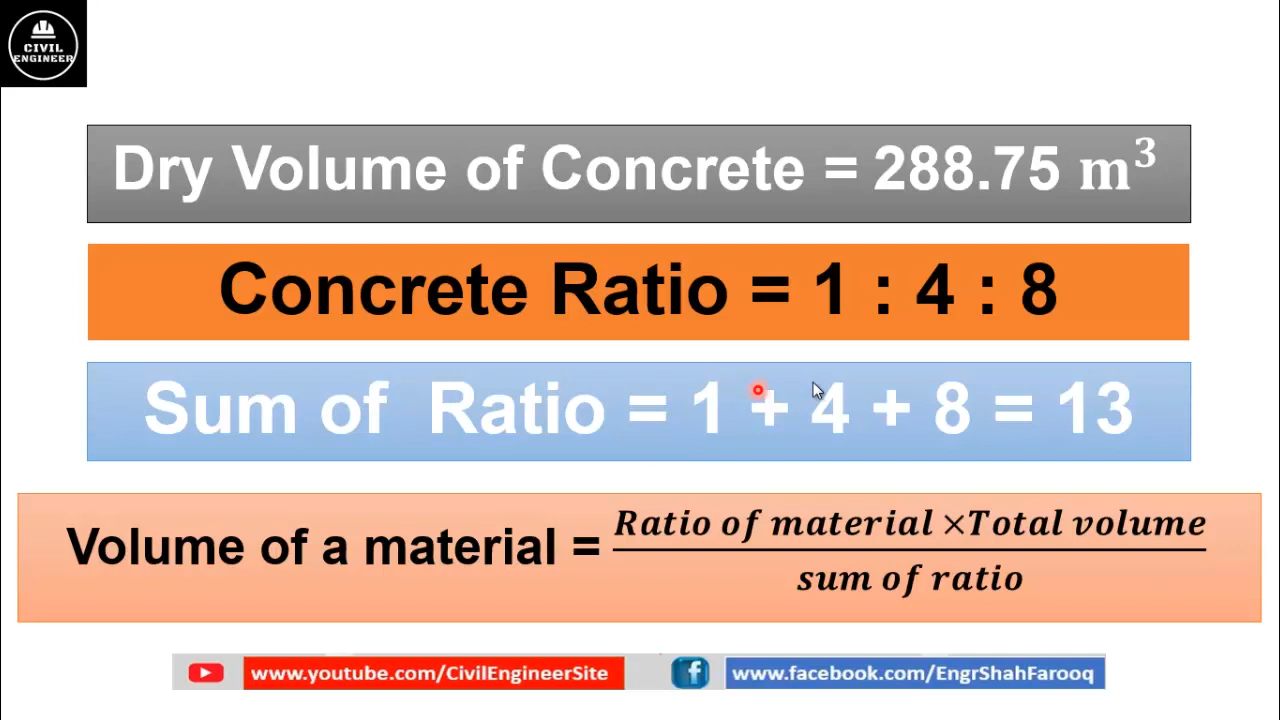 CIVIL
ENGINEER
Dry Volume of Concrete = 288.75 m³
Concrete Ratio = 1 : 4 : 8
Sum of Ratio = 1 + 4 + 8 = 13
Volume of a material = Ratio of material ×Total volume
sum of ratio
www.youtube.com/CivilEngineerSite
www.facebook.com/EngrShahFarooq